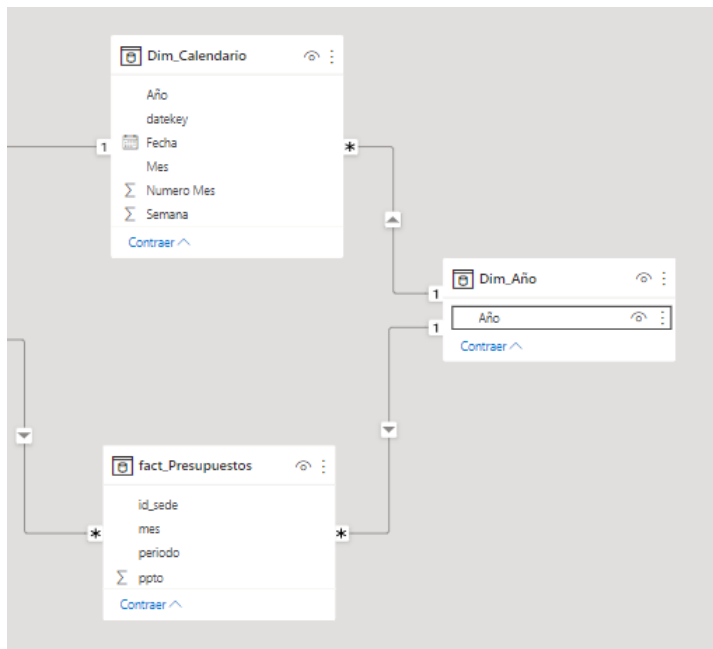 Dim_Calendario
Año
datekey
1
Fecha
*
Mes
Σ Numero Mes
Σ Semana
Contraer
Dim_Año
1
1
Año
Contraer
fact_Presupuestos
id_sede
*
mes
*
periodo
Σ ppto
Contraer